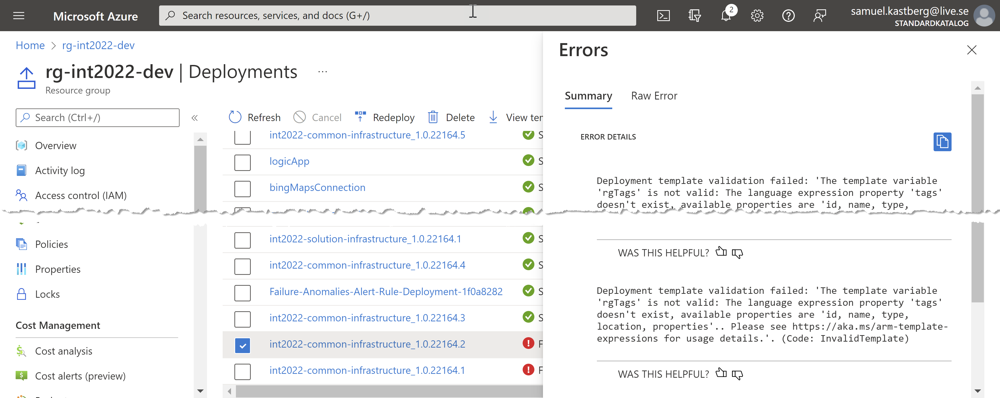 Microsoft Azure
Search resources, services, and docs (G+/)
2
samuel.kastberg@live.se
STANDARDKATALOG
Home > rg-int2022-dev
rg-int2022-dev | Deployments ...
Resource group
Search (Ctrl+/)
«
Overview
Activity log
Access control (IAM)
Policies
Properties
Locks
Cost Management
Cost analysis
Cost alerts (preview)
Refresh
Cancel
Redeploy
Delete
View ter
int2022-common-infrastructure_1.0.22164.5 S
logicApp S
bingMapsConnection S
int2022-solution-infrastructure_1.0.22164.1 S
int2022-common-infrastructure_1.0.22164.4 S
Failure-Anomalies-Alert-Rule-Deployment-1f0a8282 S
int2022-common-infrastructure_1.0.22164.3 S
int2022-common-infrastructure_1.0.22164.2 F
int2022-common-infrastructure_1.0.22164.1 F
Errors
Summary
Raw Error
ERROR DETAILS
Deployment template validation failed: 'The template variable
'rgTags' is not valid: The language expression property 'tags'
doesn't exist, available properties are 'id, name, type,
WAS THIS HELPFUL?
Deployment template validation failed: 'The template variable
'rgTags' is not valid: The language expression property 'tags'
doesn't exist, available properties are 'id, name, type,
location, properties'.. Please see https://aka.ms/arm-template-
expressions for usage details.'. (Code: InvalidTemplate)
WAS THIS HELPFUL?